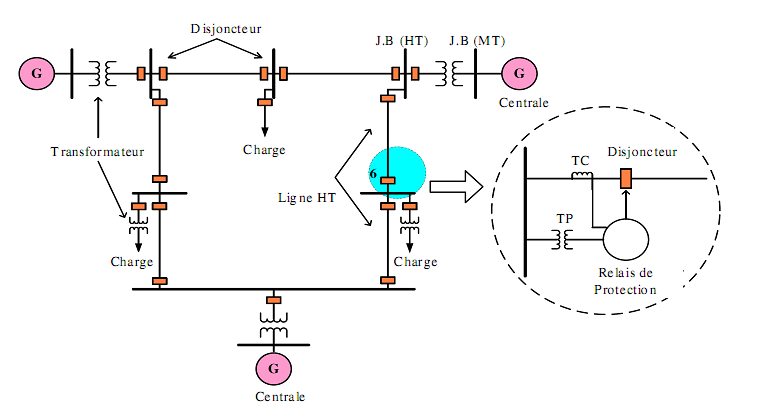 Disjoncteur
J.B (HT)
J.B (MT)
G
G
Centrale
Transformateur
Charge
Ligne HT
6
TC
Disjoncteur
TP
Relais de
Protection
Charge
Charge
G
Centrale